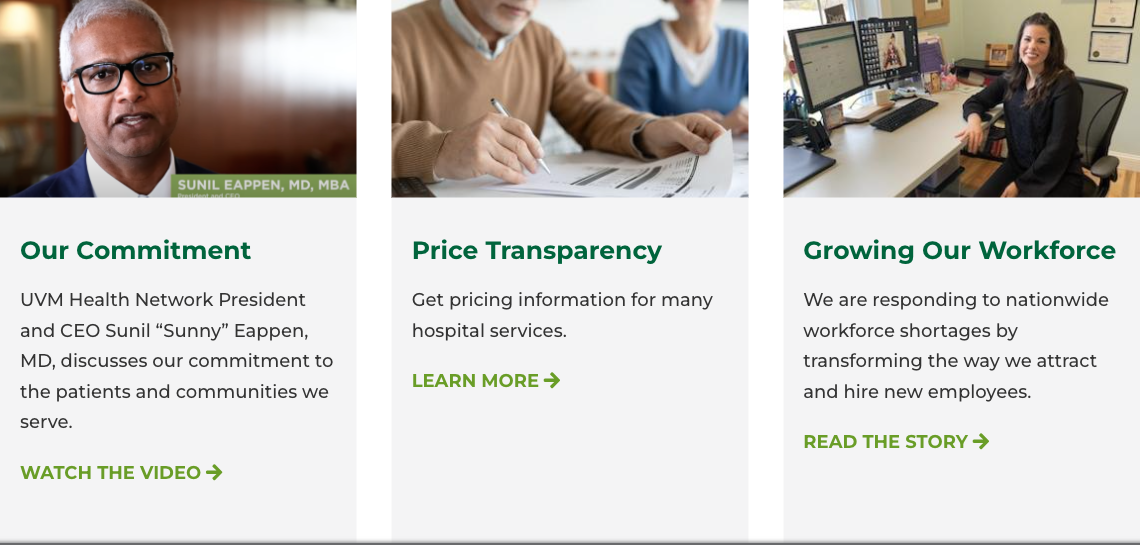 SUNIL EAPPEN, MD, MBA
President and CEO
Our Commitment
UVM Health Network President
and CEO Sunil “Sunny” Eappen,
MD, discusses our commitment to
the patients and communities we
serve.
WATCH THE VIDEO
Price Transparency
Get pricing information for many
hospital services.
LEARN MORE
Growing Our Workforce
We are responding to nationwide
workforce shortages by
transforming the way we attract
and hire new employees.
READ THE STORY